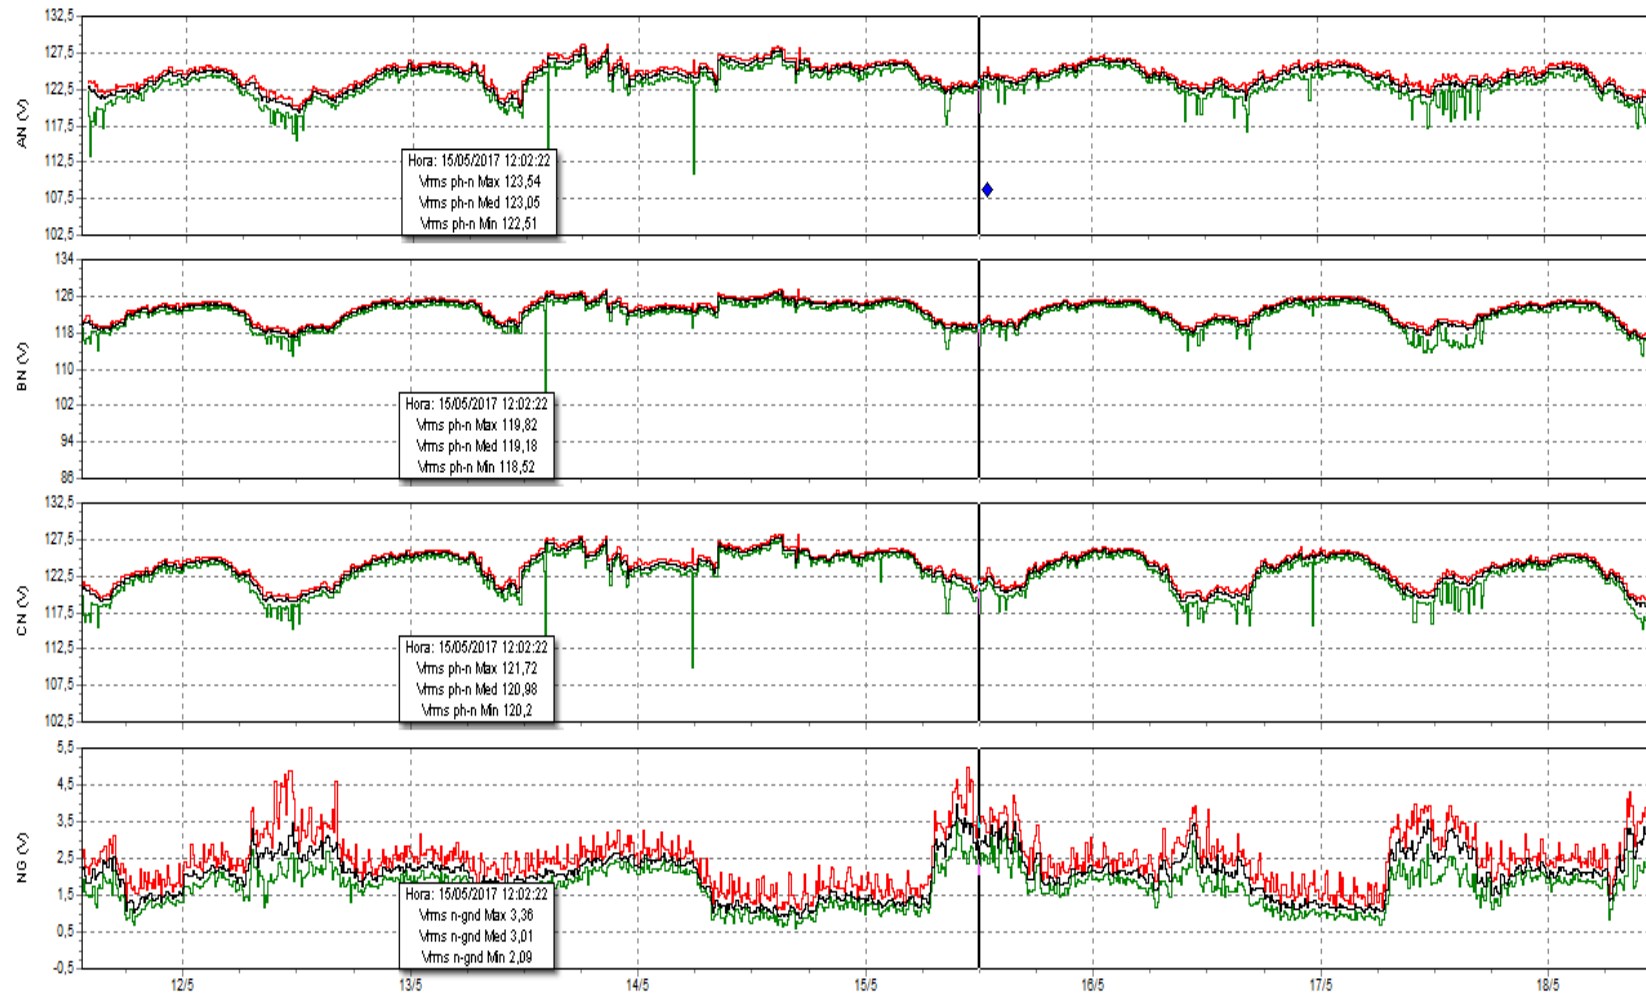 132,5
127,5
122,5
117,5
112,5
107,5
102,5
AN (V)
Hora: 15/05/2017 12:02:22
Vrms ph-n Max 123,54
Vrms ph-n Med 123,05
Vrms ph-n Min 122,51
134
126
118
110
102
94
86
BN (V)
Hora: 15/05/2017 12:02:22
Vrms ph-n Max 119,82
Vrms ph-n Med 119,18
Vrms ph-n Min 118,52
132,5
127,5
122,5
117,5
112,5
107,5
102,5
CN (V)
Hora: 15/05/2017 12:02:22
Vrms ph-n Max 121,72
Vrms ph-n Med 120,98
Vrms ph-n Min 120,2
5,5
4,5
3,5
2,5
1,5
0,5
-0,5
NG (V)
Hora: 15/05/2017 12:02:22
Vrms n-gnd Max 3,36
Vrms n-gnd Med 3,01
Vrms n-gnd Min 2,09
12/5 13/5 14/5 15/5 16/5 17/5 18/5